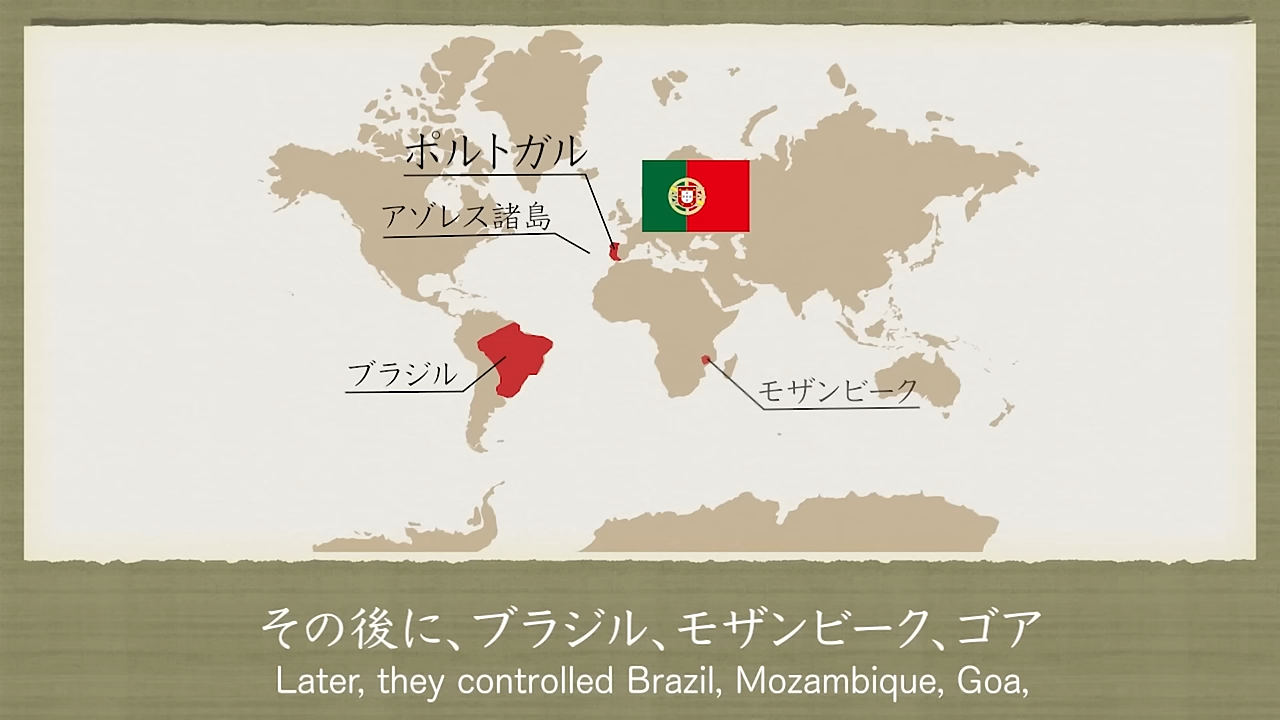 ポルトガル
アゾレス諸島
ブラジル
モザンビーク
その後に、ブラジル、モザンビーク、ゴア
Later, they controlled Brazil, Mozambique, Goa,